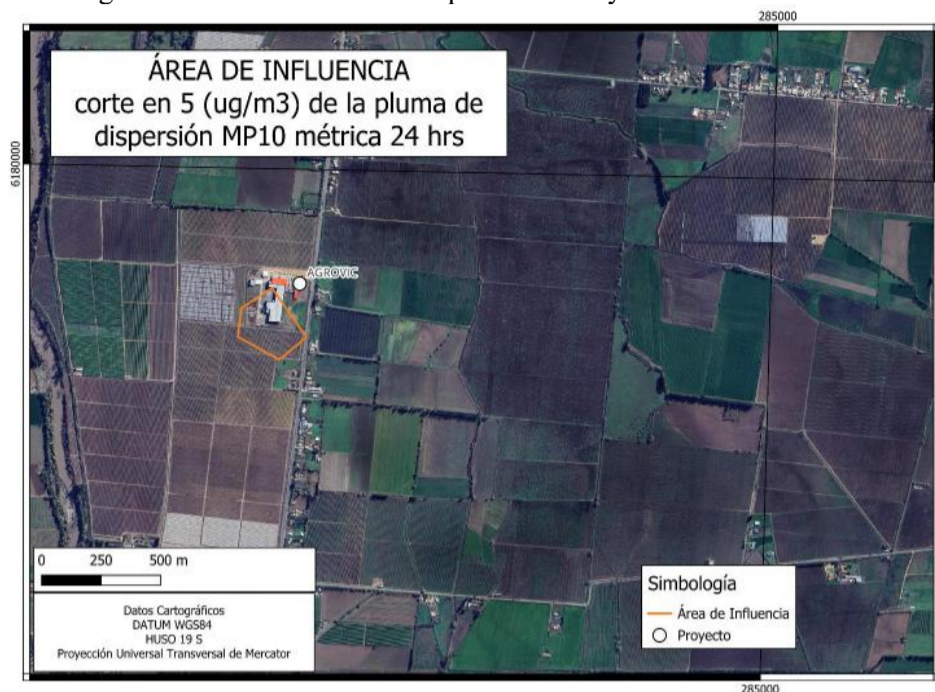 285000
ÁREA DE INFLUENCIA
corte en 5 (ug/m3) de la pluma de
dispersión MP10 métrica 24 hrs
6180000
AGROVIC
0 250 500 m
Datos Cartográficos
DATUM WGS84
HUSO 19 S
Proyección Universal Transversal de Mercator
Simbología
Área de Influencia
Proyecto
285000